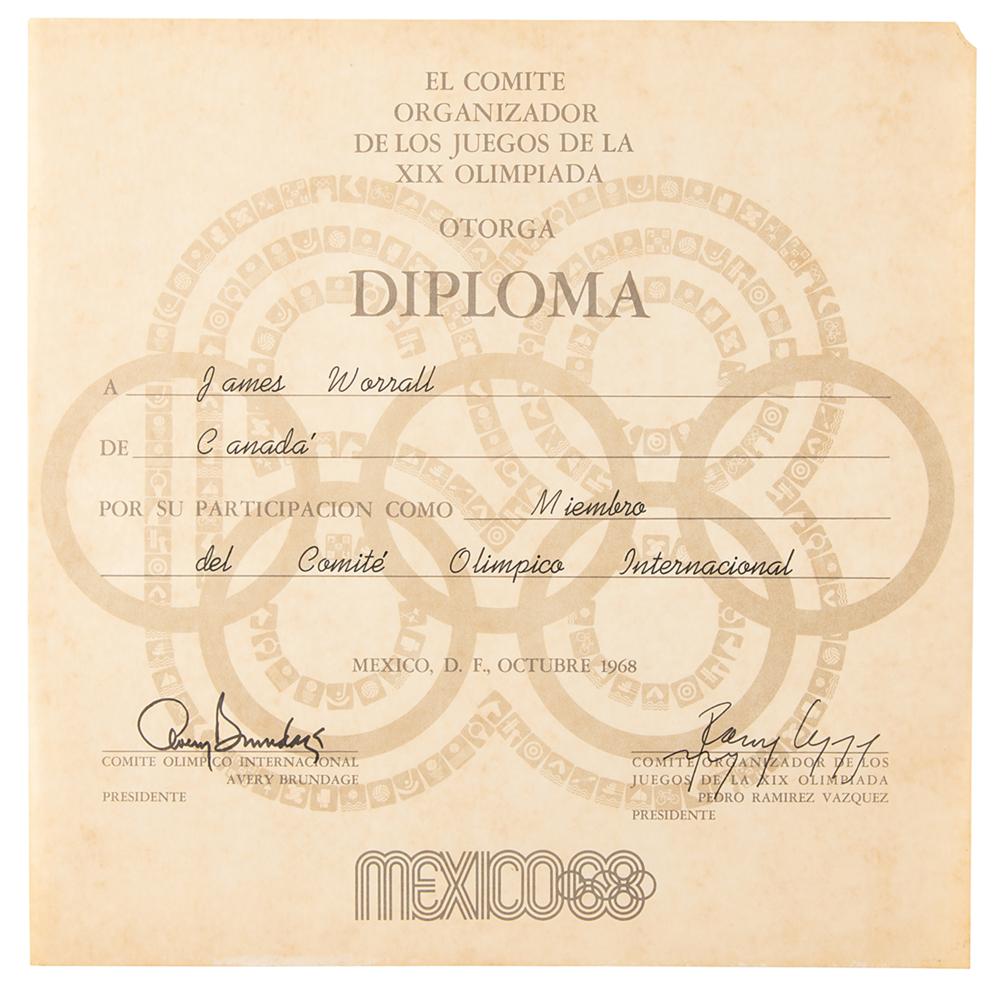 EL COMITE
ORGANIZADOR
DE LOS JUEGOS DE LA
XIX OLIMPIADA
OTORGA
DIPLOMA
A James Worrall
DE Canadá
POR SU PARTICIPACION COMO Miembro
del Comité Olimpico Internacional
MEXICO, D. F., OCTUBRE 1968
Avery Brundage
COMITE OLIMPICO INTERNACIONAL
AVERY BRUNDAGE
PRESIDENTE
COMITE ORGANIZADOR DE LOS
JUEGOS DE LA XIX OLIMPIADA
PEDRO RAMIREZ VAZQUEZ
PRESIDENTE
MEXICO68